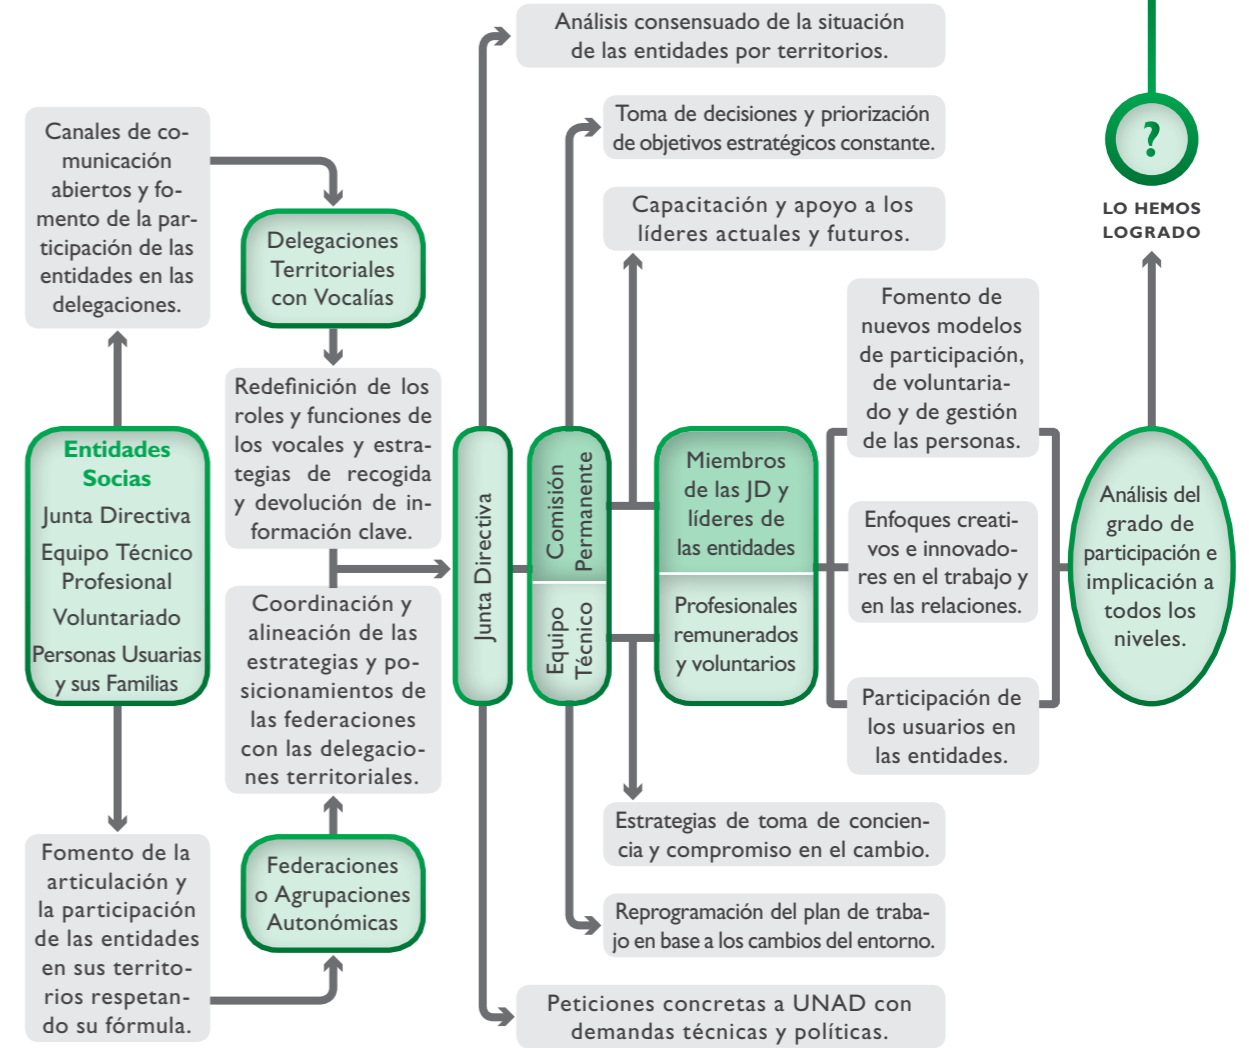 Análisis consensuado de la situación
de las entidades por territorios.
Toma de decisiones y priorización
de objetivos estratégicos constante.
Capacitación y apoyo a los
líderes actuales y futuros.
?
LO HEMOS
LOGRADO
Canales de co-
municación
abiertos y fo-
mento de la par-
ticipación de las
entidades en las
delegaciones.
Delegaciones
Territoriales
con Vocalías
Redefinición de los
roles y funciones de
los vocales y estra-
tegias de recogida
y devolución de in-
formación clave.
Entidades
Socias
Junta Directiva
Equipo Técnico
Profesional
Voluntariado
Personas Usuarias
y sus Familias
Coordinación y
alineación de las
estrategias y po-
sicionamientos de
las federaciones
con las delegacio-
nes territoriales.
Fomento de la
articulación y
la participación
de las entidades
en sus territo-
rios respetan-
do su fórmula.
Federaciones
o Agrupaciones
Autonómicas
Junta Directiva
Comisión
Permanente
Equipo
Técnico
Miembros
de las JD y
líderes de
las entidades
Profesionales
remunerados
y voluntarios
Fomento de
nuevos modelos
de participación,
de voluntaria-
do y de gestión
de las personas.
Enfoques creati-
vos e innovado-
res en el trabajo y
en las relaciones.
Participación de
los usuarios en
las entidades.
Análisis del
grado de
participación e
implicación a
todos los
niveles.
Estrategias de toma de concien-
cia y compromiso en el cambio.
Reprogramación del plan de traba-
jo en base a los cambios del entorno.
Peticiones concretas a UNAD con
demandas técnicas y políticas.